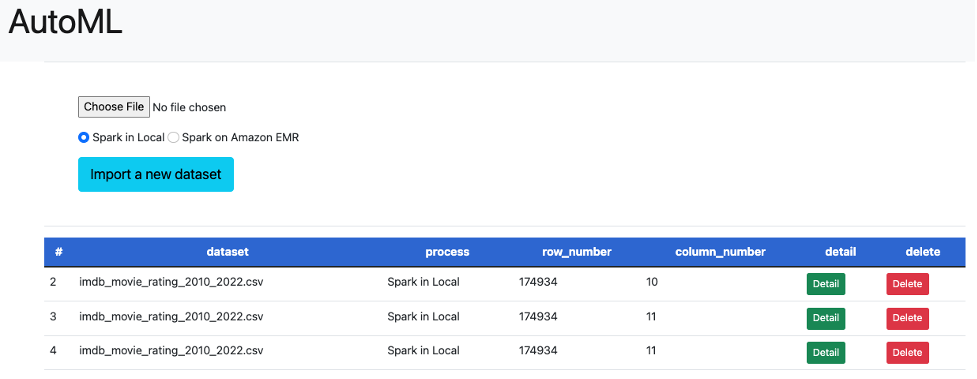 AutoML
Choose File No file chosen
Spark in Local Spark on Amazon EMR
Import a new dataset
# dataset process row_number column_number detail delete
2 imdb_movie_rating_2010_2022.csv Spark in Local 174934 10 Detail Delete
3 imdb_movie_rating_2010_2022.csv Spark in Local 174934 11 Detail Delete
4 imdb_movie_rating_2010_2022.csv Spark in Local 174934 11 Detail Delete